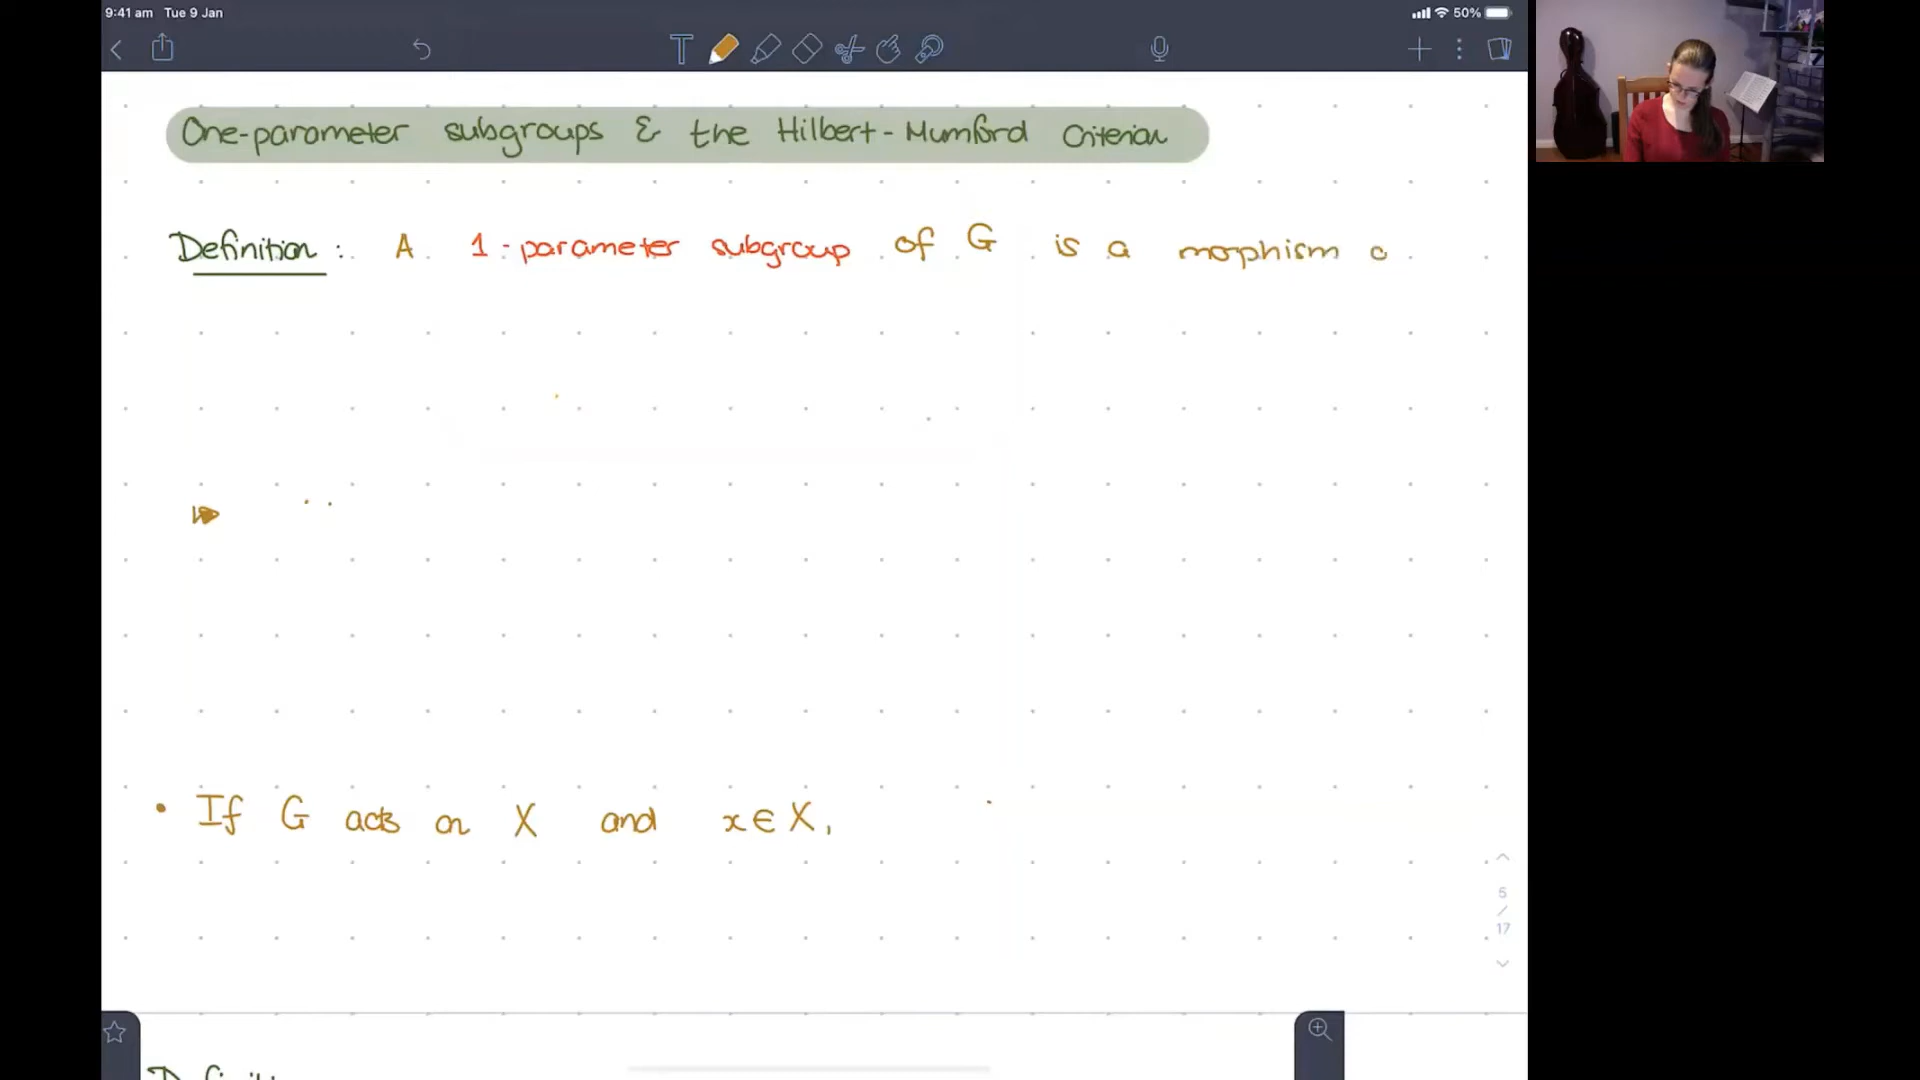 9:41 am Tue 9 Jan
50%
One-parameter subgroups & the Hilbert-Mumford Criterion
Definition: A 1-parameter subgroup of G is a morphism o
• If G acts on X and x∈X,
5
/
17